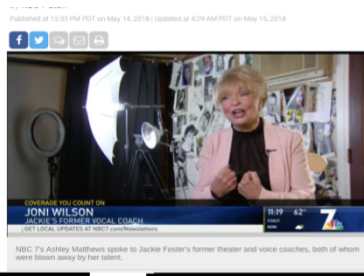 Published at 12:33 PM PDT on May 14, 2018 | Updated at 4:29 AM PDT on May 15, 2018
COVERAGE YOU COUNT ON
JONI WILSON
JACKIE'S FORMER VOCAL COACH
GET LOCAL UPDATES AT NBC7.com/Newsletters
11:19 62°
7
NBC 7's Ashley Matthews spoke to Jackie Foster's former theater and voice coaches, both of whom
were blown away by her talent.